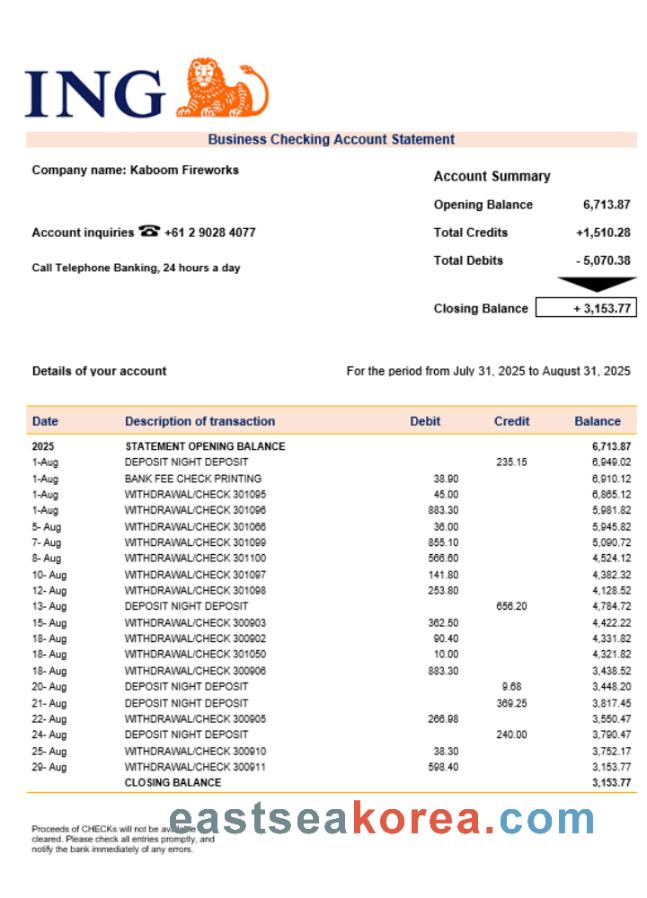 ING
Business Checking Account Statement
Company name: Kaboom Fireworks
Account inquiries ☎ +61 2 9028 4077
Call Telephone Banking, 24 hours a day
Account Summary
Opening Balance 6,713.87
Total Credits +1,510.28
Total Debits - 5,070.38
Closing Balance + 3,153.77
Details of your account For the period from July 31, 2025 to August 31, 2025
Date Description of transaction Debit Credit Balance
2025 STATEMENT OPENING BALANCE 6,713.87
1-Aug DEPOSIT NIGHT DEPOSIT 235.15 6,949.02
1-Aug BANK FEE CHECK PRINTING 38.90 6,910.12
1-Aug WITHDRAWAL/CHECK 301095 45.00 6,865.12
1-Aug WITHDRAWAL/CHECK 301096 883.30 5,981.82
5- Aug WITHDRAWAL/CHECK 301066 36.00 5,945.82
7- Aug WITHDRAWAL/CHECK 301099 855.10 5,090.72
8- Aug WITHDRAWAL/CHECK 301100 566.60 4,524.12
10- Aug WITHDRAWAL/CHECK 301097 141.80 4,382.32
12- Aug WITHDRAWAL/CHECK 301098 253.80 4,128.52
13- Aug DEPOSIT NIGHT DEPOSIT 656.20 4,784.72
15- Aug WITHDRAWAL/CHECK 300903 362.50 4,422.22
18- Aug WITHDRAWAL/CHECK 300902 90.40 4,331.82
18- Aug WITHDRAWAL/CHECK 301050 10.00 4,321.82
18- Aug WITHDRAWAL/CHECK 300906 883.30 3,438.52
20- Aug DEPOSIT NIGHT DEPOSIT 9.68 3,448.20
21- Aug DEPOSIT NIGHT DEPOSIT 369.25 3,817.45
22- Aug WITHDRAWAL/CHECK 300905 266.98 3,550.47
24- Aug DEPOSIT NIGHT DEPOSIT 240.00 3,790.47
25- Aug WITHDRAWAL/CHECK 300910 38.30 3,752.17
29- Aug WITHDRAWAL/CHECK 300911 598.40 3,153.77
CLOSING BALANCE 3,153.77
eastseakorea.com
Proceeds of CHECKs will not be available
cleared. Please check all entries promptly, and
notify the bank immediately of any errors.